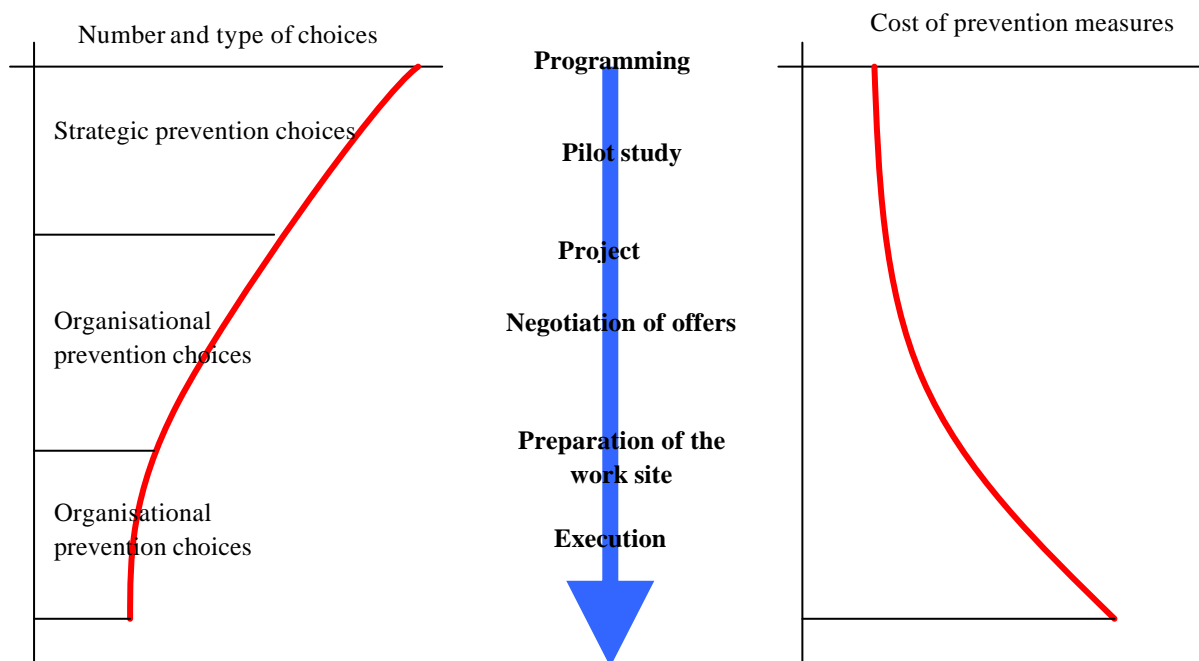 Number and type of choices
Strategic prevention choices
Organisational
prevention choices
Organisational
prevention choices
Programming
Pilot study
Project
Negotiation of offers
Preparation of the
work site
Execution
Cost of prevention measures